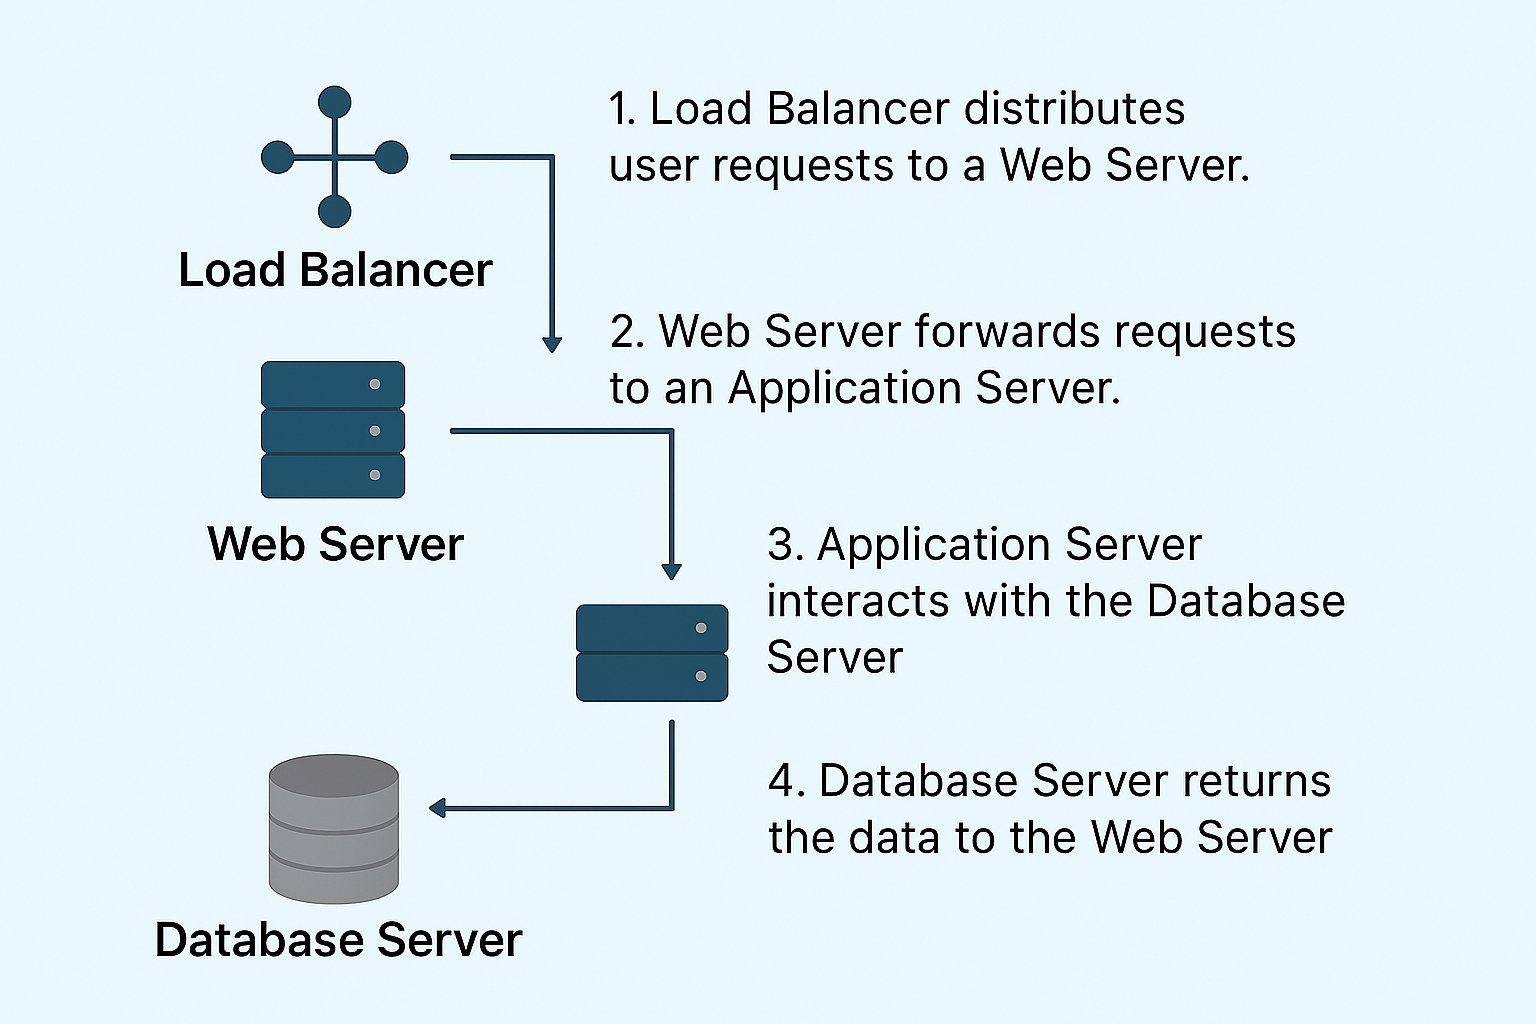 1. Load Balancer distributes
user requests to a Web Server.
Load Balancer
2. Web Server forwards requests
to an Application Server.
Web Server
3. Application Server
interacts with the Database
Server
4. Database Server returns
the data to the Web Server
Database Server